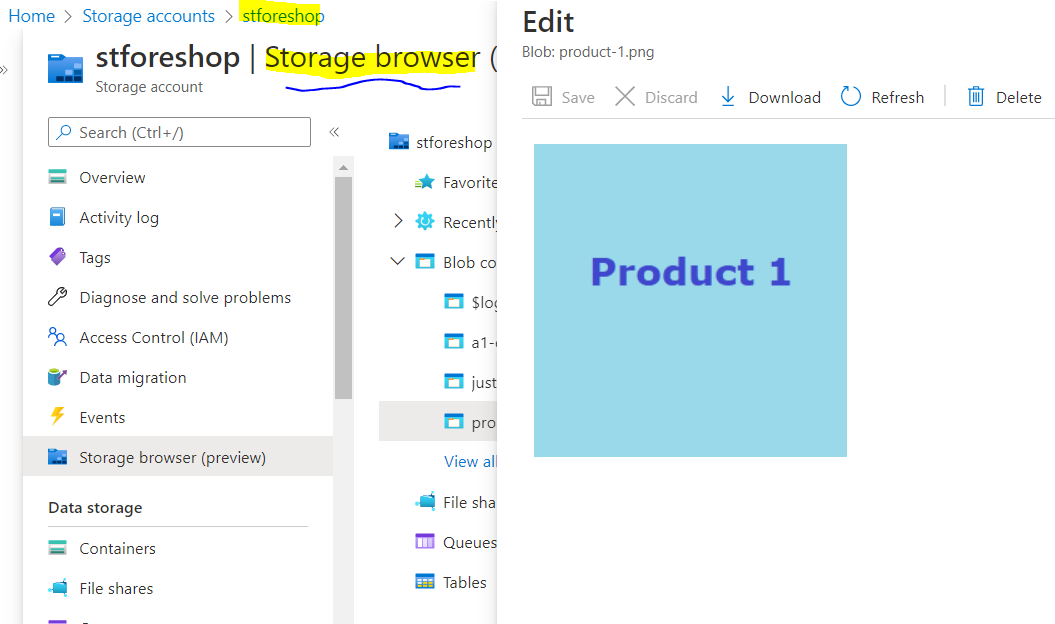 Home > Storage accounts > stforeshop
stforeshop | Storage browser (
Storage account
Search (Ctrl+/)
Overview
Activity log
Tags
Diagnose and solve problems
Access Control (IAM)
Data migration
Events
Storage browser (preview)
Data storage
Containers
File shares
stforeshop
Favorite
Recently
Blob co
$log
a1-
just
pro
View all
File sha
Queues
Tables
Edit
Blob: product-1.png
Save Discard Download Refresh Delete
Product 1